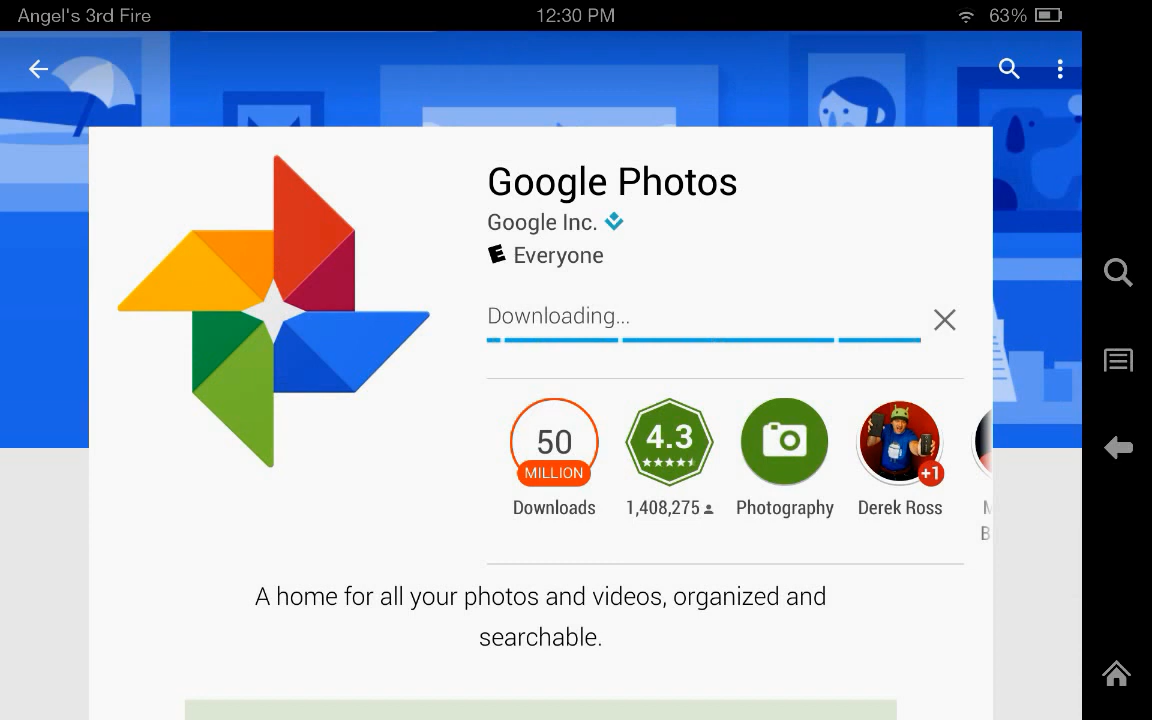 Angel's 3rd Fire 12:30 PM 63%
Google Photos
Google Inc.
E Everyone
Downloading...
50 4.3
MILLION +1
Downloads 1,408,275 Photography Derek Ross M
B
A home for all your photos and videos, organized and
searchable.